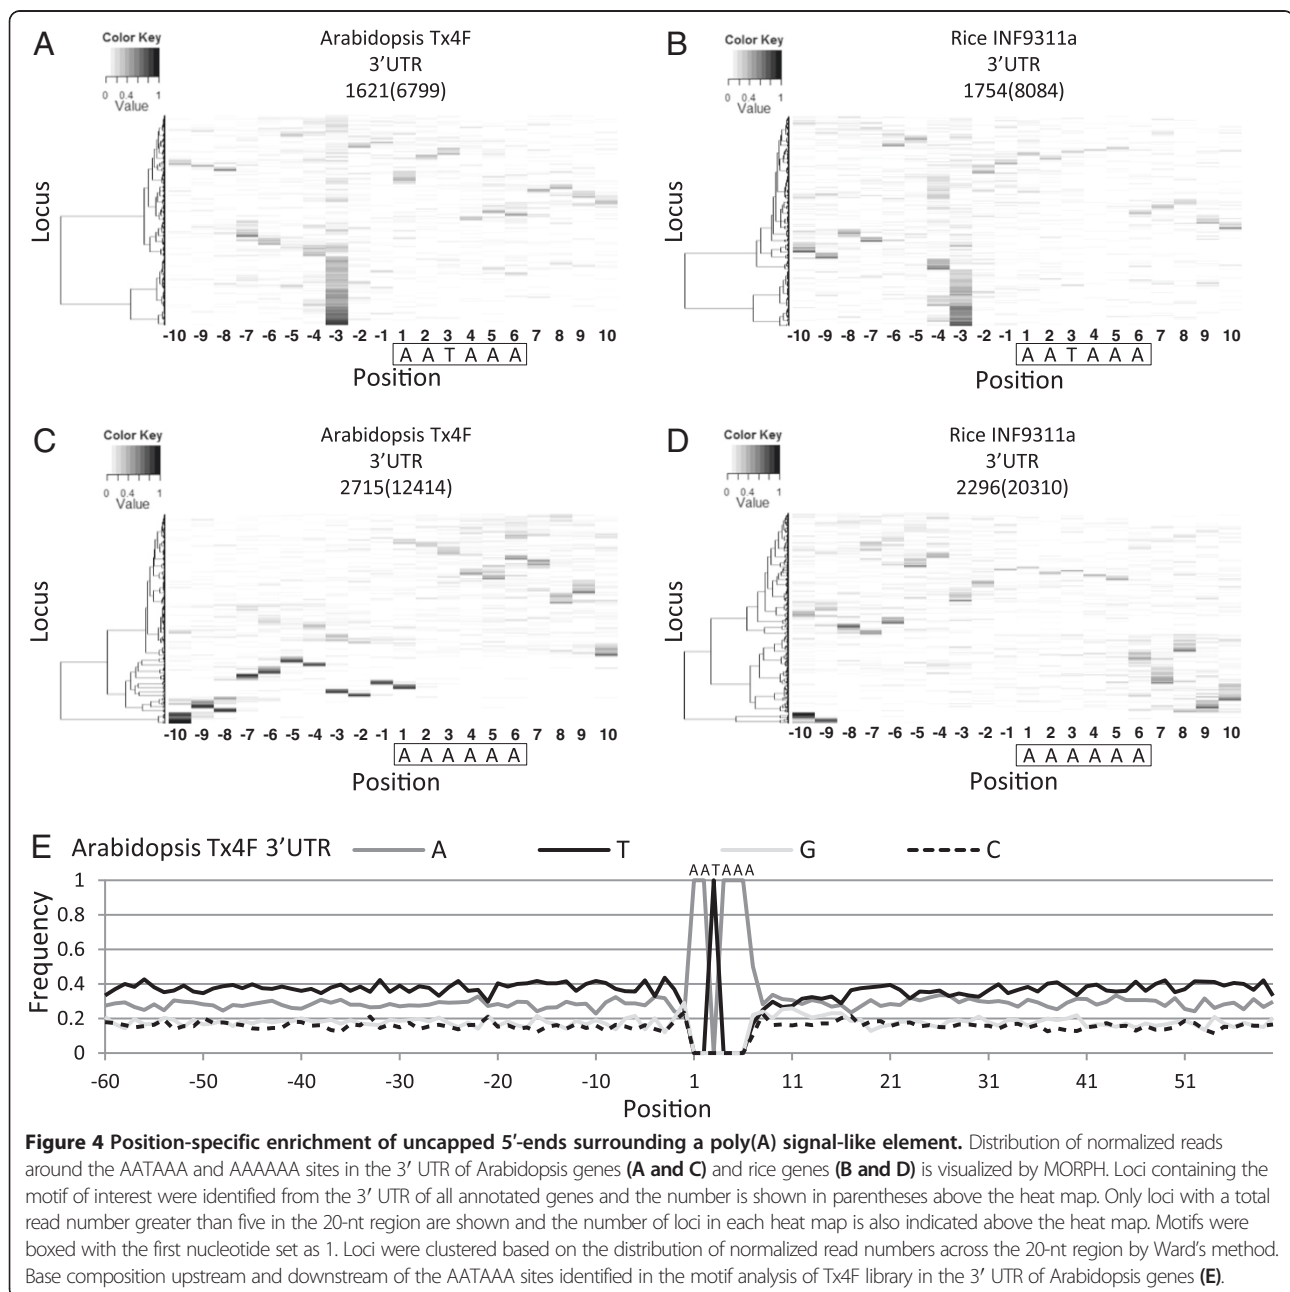 A
Color Key
0 0.4 1
Value
Arabidopsis Tx4F
3′UTR
1621(6799)
Locus
-10 -9 -8 -7 -6 -5 -4 -3 -2 -1 1 2 3 4 5 6 7 8 9 10
A A T A A A
Position
B
Color Key
0 0.4 1
Value
Rice INF9311a
3′UTR
1754(8084)
Locus
-10 -9 -8 -7 -6 -5 -4 -3 -2 -1 1 2 3 4 5 6 7 8 9 10
A A T A A A
Position
C
Color Key
0 0.4 1
Value
Arabidopsis Tx4F
3′UTR
2715(12414)
Locus
-10 -9 -8 -7 -6 -5 -4 -3 -2 -1 1 2 3 4 5 6 7 8 9 10
A A A A A A
Position
D
Color Key
0 0.4 1
Value
Rice INF9311a
3′UTR
2296(20310)
Locus
-10 -9 -8 -7 -6 -5 -4 -3 -2 -1 1 2 3 4 5 6 7 8 9 10
A A A A A A
Position
E Arabidopsis Tx4F 3′UTR A T G C
AATAAA
Frequency
1
0.8
0.6
0.4
0.2
0
-60 -50 -40 -30 -20 -10 1 11 21 31 41 51
Position
Figure 4 Position-specific enrichment of uncapped 5′-ends surrounding a poly(A) signal-like element. Distribution of normalized reads
around the AATAAA and AAAAAA sites in the 3′ UTR of Arabidopsis genes (A and C) and rice genes (B and D) is visualized by MORPH. Loci containing the
motif of interest were identified from the 3′ UTR of all annotated genes and the number is shown in parentheses above the heat map. Only loci with a total
read number greater than five in the 20-nt region are shown and the number of loci in each heat map is also indicated above the heat map. Motifs were
boxed with the first nucleotide set as 1. Loci were clustered based on the distribution of normalized read numbers across the 20-nt region by Ward's method.
Base composition upstream and downstream of the AATAAA sites identified in the motif analysis of Tx4F library in the 3′ UTR of Arabidopsis genes (E).